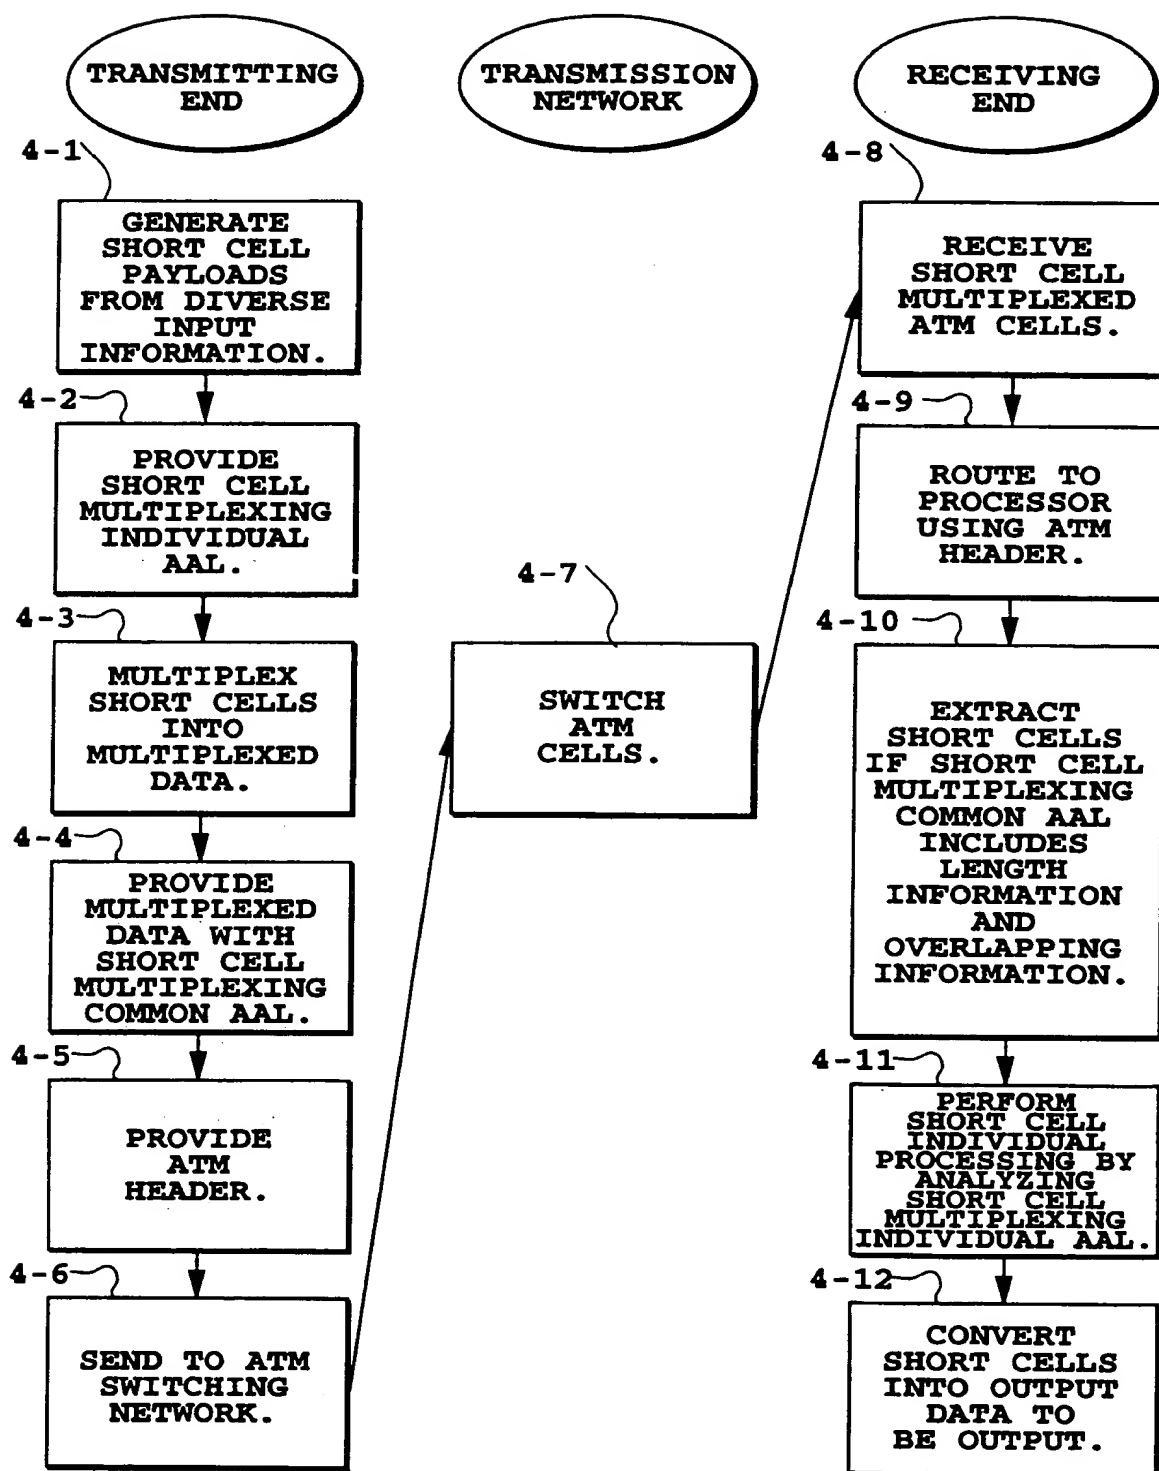 TRANSMITTING
END
4-1
GENERATE
SHORT CELL
PAYLOADS
FROM DIVERSE
INPUT
INFORMATION.
4-2
PROVIDE
SHORT CELL
MULTIPLEXING
INDIVIDUAL
AAL.
4-3
MULTIPLEX
SHORT CELLS
INTO
MULTIPLEXED
DATA.
4-4
PROVIDE
MULTIPLEXED
DATA WITH
SHORT CELL
MULTIPLEXING
COMMON AAL.
4-5
PROVIDE
ATM
HEADER.
4-6
SEND TO ATM
SWITCHING
NETWORK.
TRANSMISSION
NETWORK
4-7
SWITCH
ATM
CELLS.
RECEIVING
END
4-8
RECEIVE
SHORT CELL
MULTIPLEXED
ATM CELLS.
4-9
ROUTE TO
PROCESSOR
USING ATM
HEADER.
4-10
EXTRACT
SHORT CELLS
IF SHORT CELL
MULTIPLEXING
COMMON AAL
INCLUDES
LENGTH
INFORMATION
AND
OVERLAPPING
INFORMATION.
4-11
PERFORM
SHORT CELL
INDIVIDUAL
PROCESSING BY
ANALYZING
SHORT CELL
MULTIPLEXING
INDIVIDUAL AAL.
4-12
CONVERT
SHORT CELLS
INTO OUTPUT
DATA TO
BE OUTPUT.